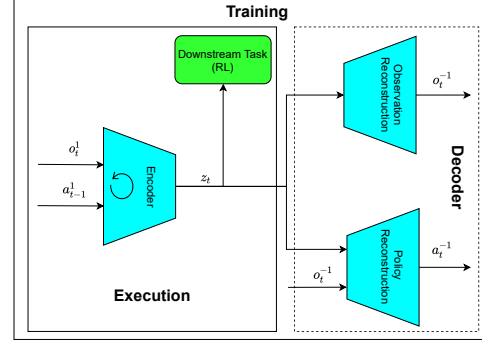 Training
Downstream Task
(RL)
Observation
Reconstruction
$o_t^{-1}$
$o_t^1$
$a_{t-1}^1$
Encoder
$z_t$
Decoder
Policy
Reconstruction
$o_t^{-1}$
$a_t^{-1}$
Execution